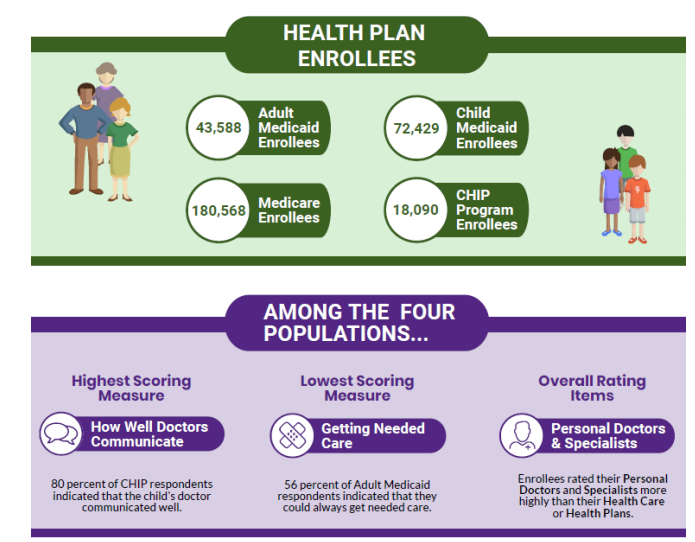 HEALTH PLAN
ENROLLEES
43,588
Adult
Medicaid
Enrollees
72,429
Child
Medicaid
Enrollees
180,568
Medicare
Enrollees
18,090
CHIP
Program
Enrollees
AMONG THE FOUR
POPULATIONS...
Highest Scoring
Measure
How Well Doctors
Communicate
80 percent of CHIP respondents
indicated that the child's doctor
communicated well.
Lowest Scoring
Measure
Getting Needed
Care
56 percent of Adult Medicaid
respondents indicated that they
could always get needed care.
Overall Rating
Items
Personal Doctors
& Specialists
Enrollees rated their Personal
Doctors and Specialists more
highly than their Health Care
or Health Plans.